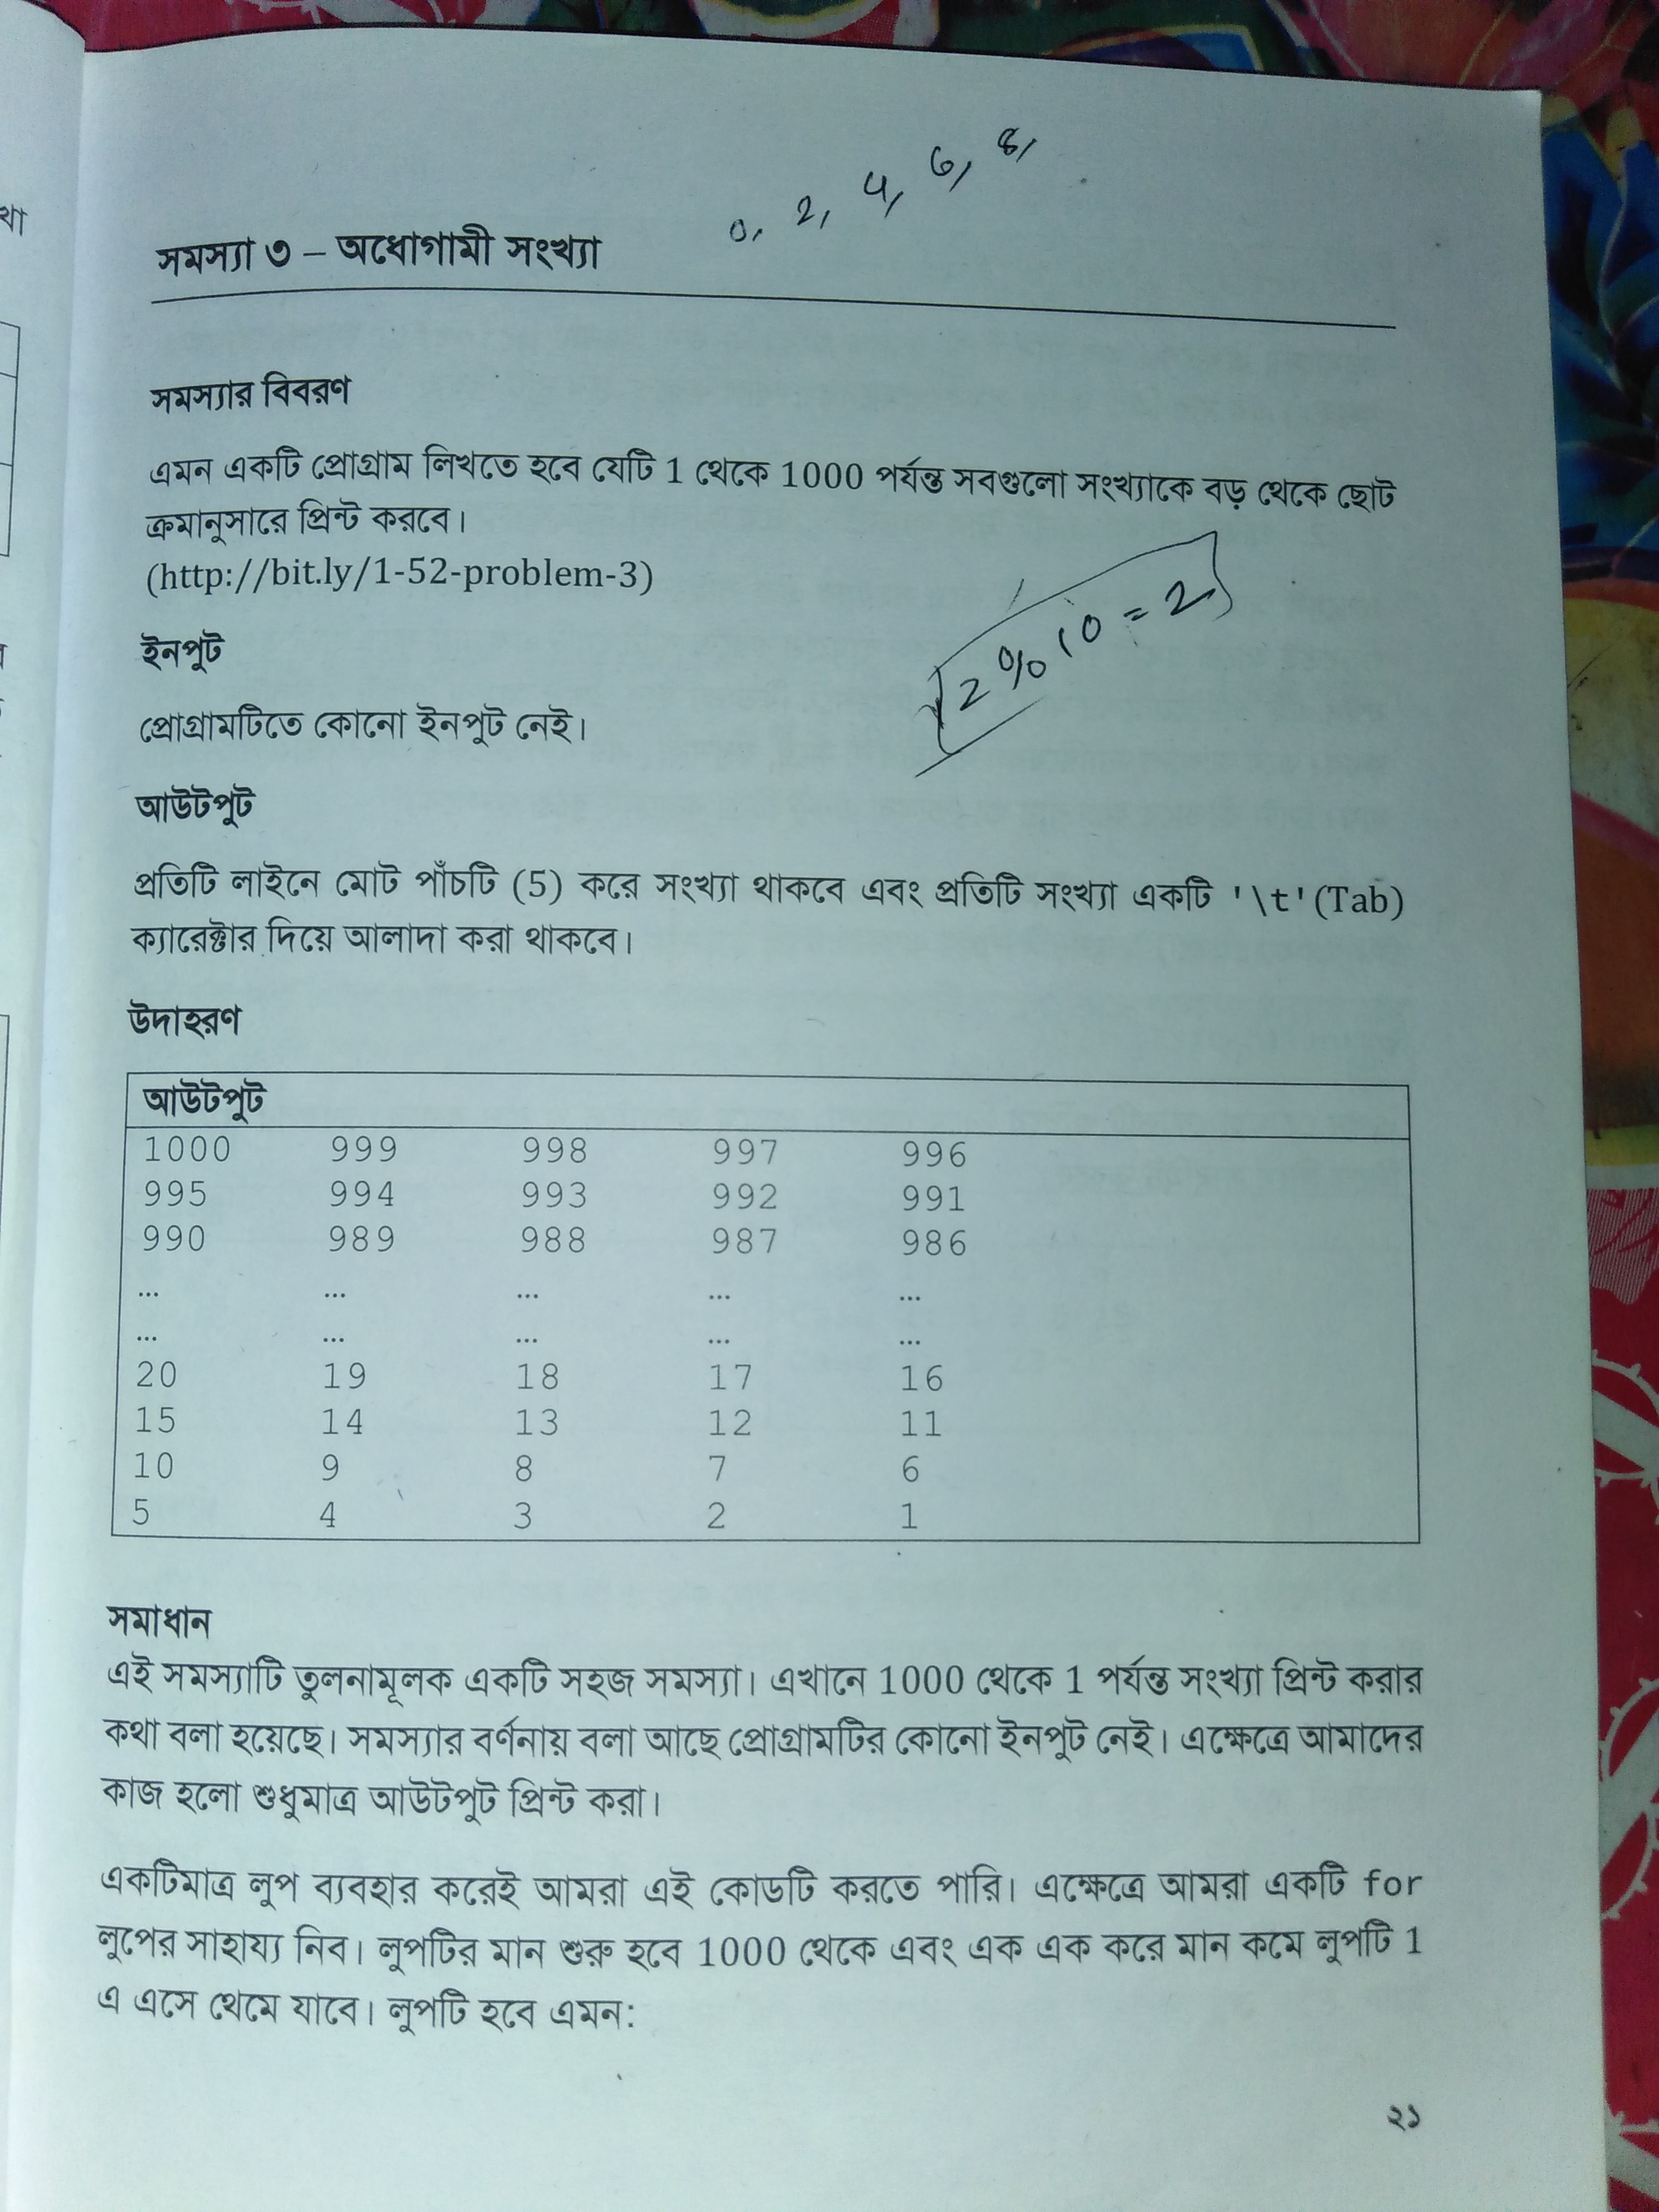 খা
0, 2, 4, 6, 8,
সমস্যা ৩ – অধোগামী সংখ্যা
সমস্যার বিবরণ
এমন একটি প্রোগ্রাম লিখতে হবে যেটি 1 থেকে 1000 পর্যন্ত সবগুলো সংখ্যাকে বড় থেকে ছোট
ক্রমানুসারে প্রিন্ট করবে।
(http://bit.ly/1-52-problem-3)
2 % 10 = 2
ইনপুট
প্রোগ্রামটিতে কোনো ইনপুট নেই।
আউটপুট
প্রতিটি লাইনে মোট পাঁচটি (5) করে সংখ্যা থাকবে এবং প্রতিটি সংখ্যা একটি '\t'(Tab)
ক্যারেক্টার দিয়ে আলাদা করা থাকবে।
উদাহরণ
আউটপুট
1000 999 998 997 996
995 994 993 992 991
990 989 988 987 986
... ... ... ... ...
... ... ... ... ...
20 19 18 17 16
15 14 13 12 11
10 9 8 7 6
5 4 3 2 1
সমাধান
এই সমস্যাটি তুলনামূলক একটি সহজ সমস্যা। এখানে 1000 থেকে 1 পর্যন্ত সংখ্যা প্রিন্ট করার
কথা বলা হয়েছে। সমস্যার বর্ণনায় বলা আছে প্রোগ্রামটির কোনো ইনপুট নেই। এক্ষেত্রে আমাদের
কাজ হলো শুধুমাত্র আউটপুট প্রিন্ট করা।
একটিমাত্র লুপ ব্যবহার করেই আমরা এই কোডটি করতে পারি। এক্ষেত্রে আমরা একটি for
লুপের সাহায্য নিব। লুপটির মান শুরু হবে 1000 থেকে এবং এক এক করে মান কমে লুপটি 1
এ এসে থেমে যাবে। লুপটি হবে এমন:
২১